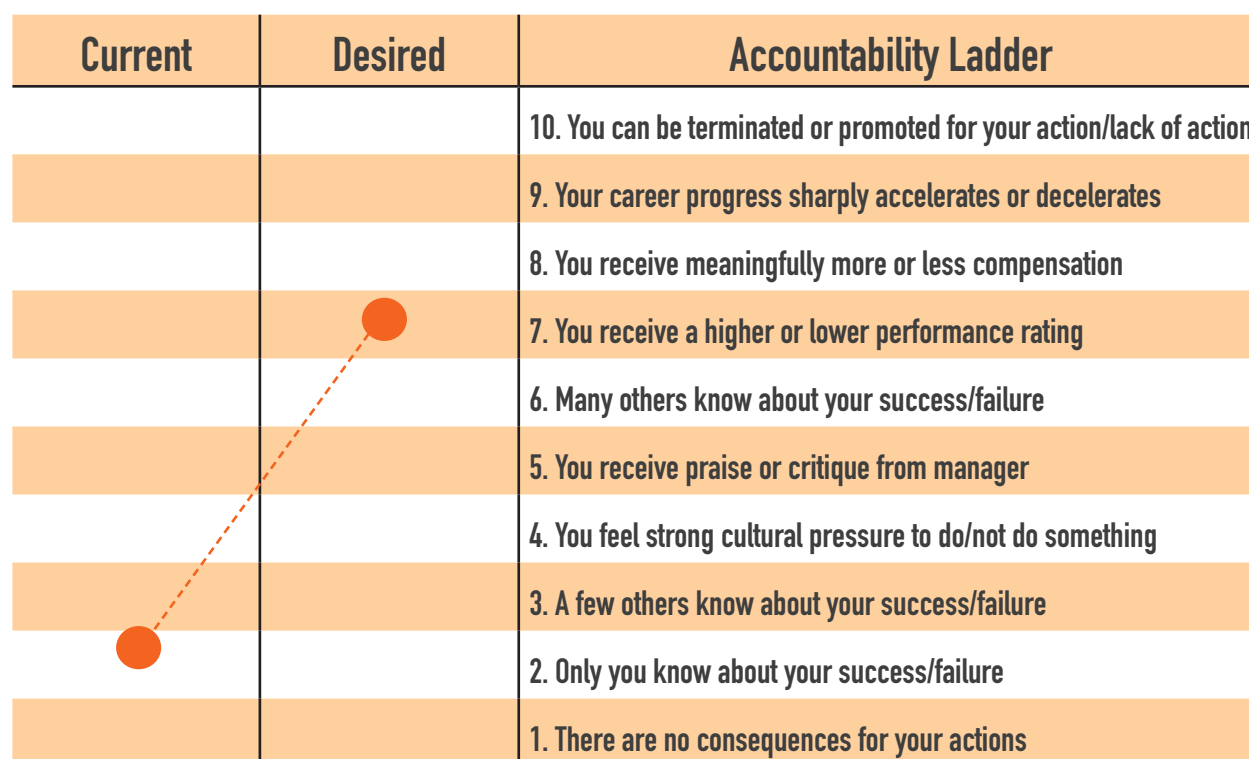 Current Desired Accountability Ladder
10. You can be terminated or promoted for your action/lack of action
9. Your career progress sharply accelerates or decelerates
8. You receive meaningfully more or less compensation
7. You receive a higher or lower performance rating
6. Many others know about your success/failure
5. You receive praise or critique from manager
4. You feel strong cultural pressure to do/not do something
3. A few others know about your success/failure
2. Only you know about your success/failure
1. There are no consequences for your actions